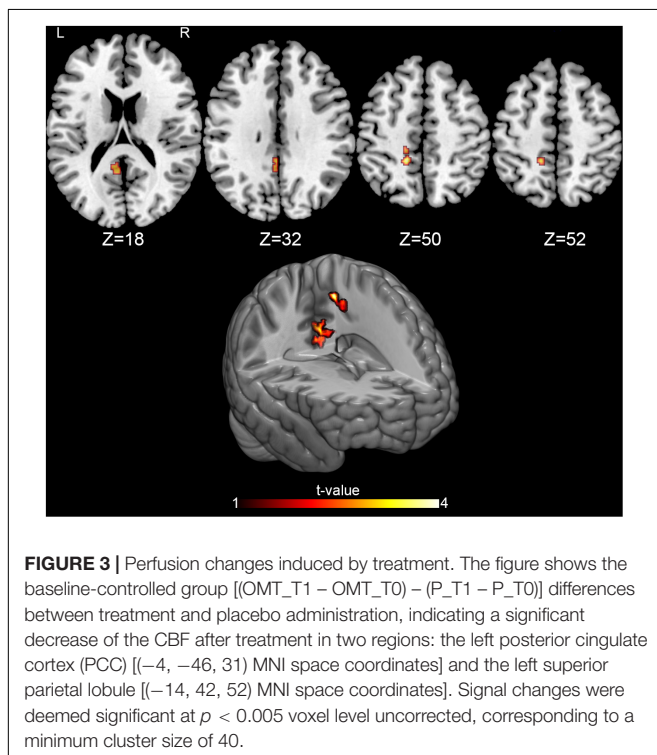 L R
Z=18 Z=32 Z=50 Z=52
t-value
1 4
FIGURE 3 | Perfusion changes induced by treatment. The figure shows the
baseline-controlled group [(OMT_T1 – OMT_T0) – (P_T1 – P_T0)] differences
between treatment and placebo administration, indicating a significant
decrease of the CBF after treatment in two regions: the left posterior cingulate
cortex (PCC) [(−4, −46, 31) MNI space coordinates] and the left superior
parietal lobule [(−14, 42, 52) MNI space coordinates]. Signal changes were
deemed significant at p < 0.005 voxel level uncorrected, corresponding to a
minimum cluster size of 40.